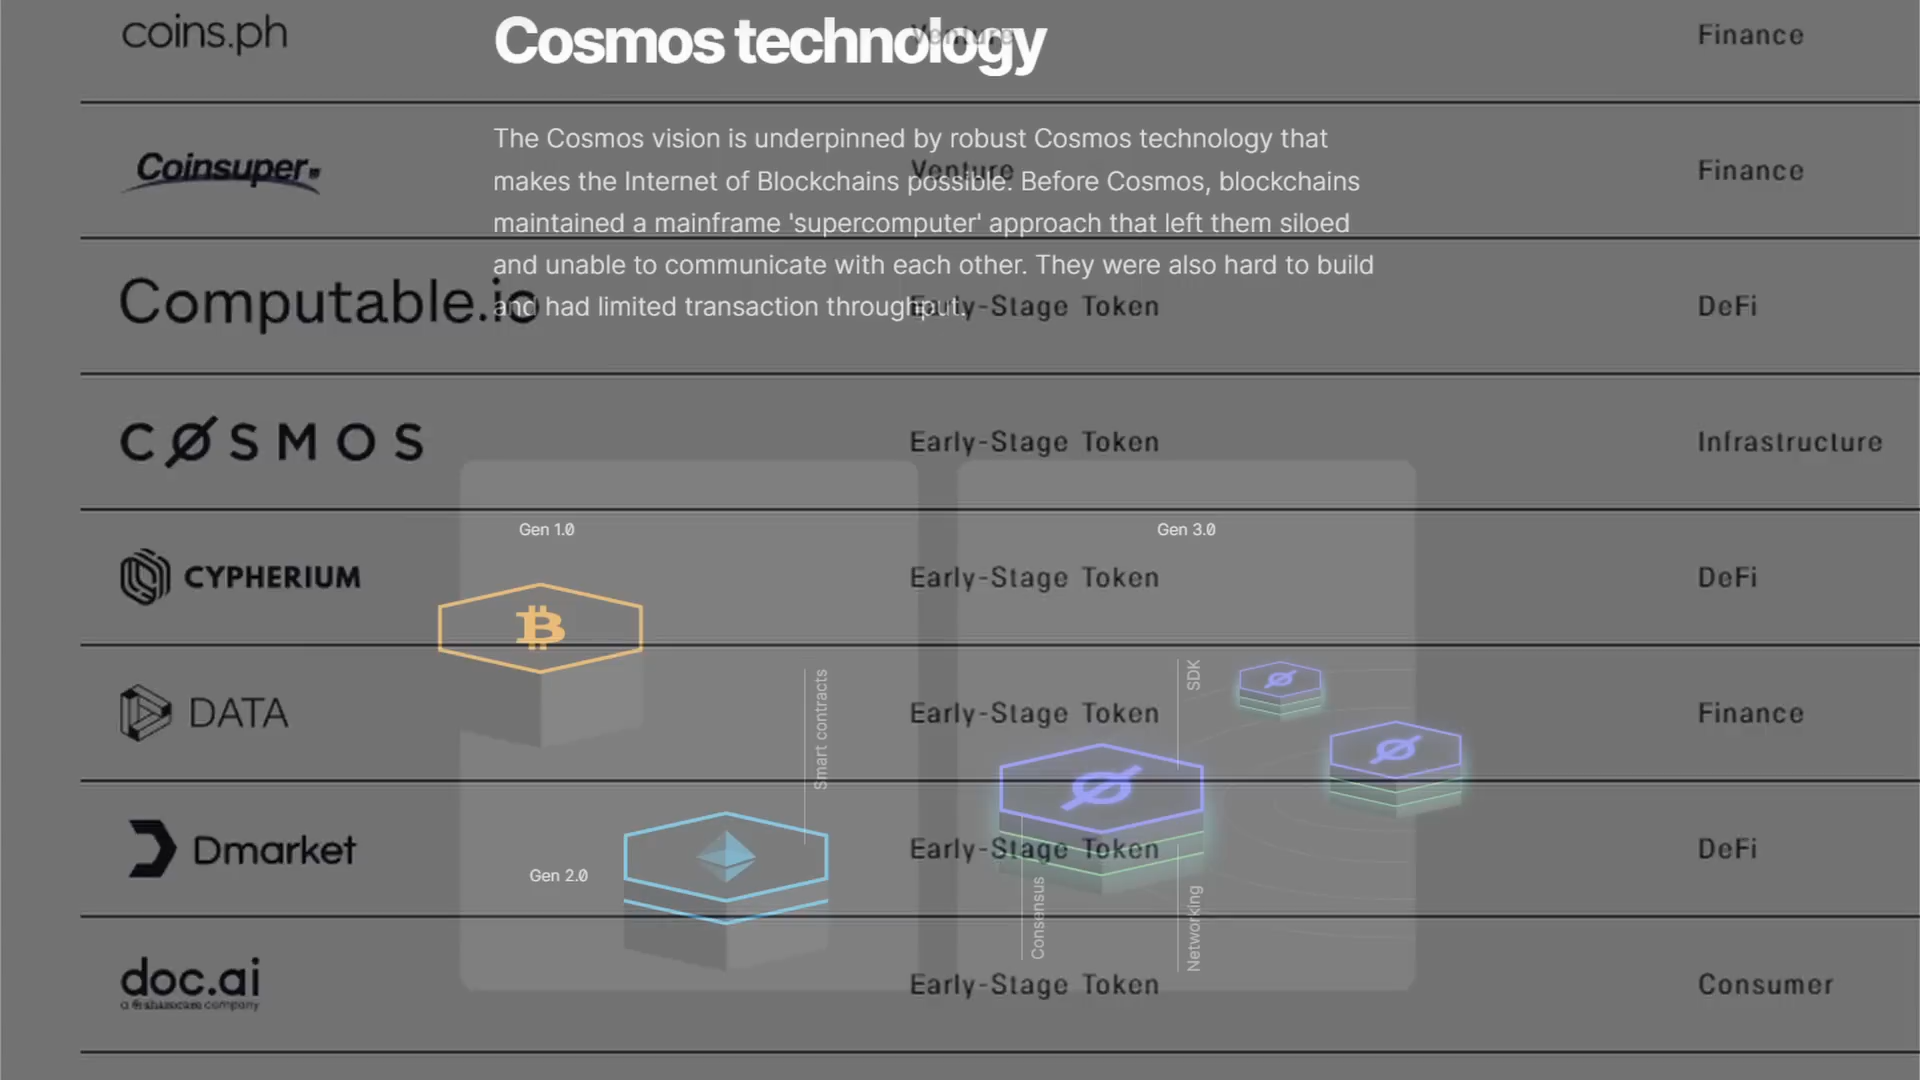 coins.ph
Venture
Finance
Cosmos technology
Coinsuper
Venture
Finance
The Cosmos vision is underpinned by robust Cosmos technology that
makes the Internet of Blockchains possible. Before Cosmos, blockchains
maintained a mainframe 'supercomputer' approach that left them siloed
and unable to communicate with each other. They were also hard to build
and had limited transaction throughput.
Computable.io
Early-Stage Token
DeFi
CØSMOS
Early-Stage Token
Infrastructure
Gen 1.0
Gen 3.0
CYPHERIUM
Early-Stage Token
DeFi
DATA
Early-Stage Token
Finance
Smart contracts
SDK
Dmarket
Early-Stage Token
DeFi
Gen 2.0
Consensus
Networking
doc.ai
a sharecare company
Early-Stage Token
Consumer